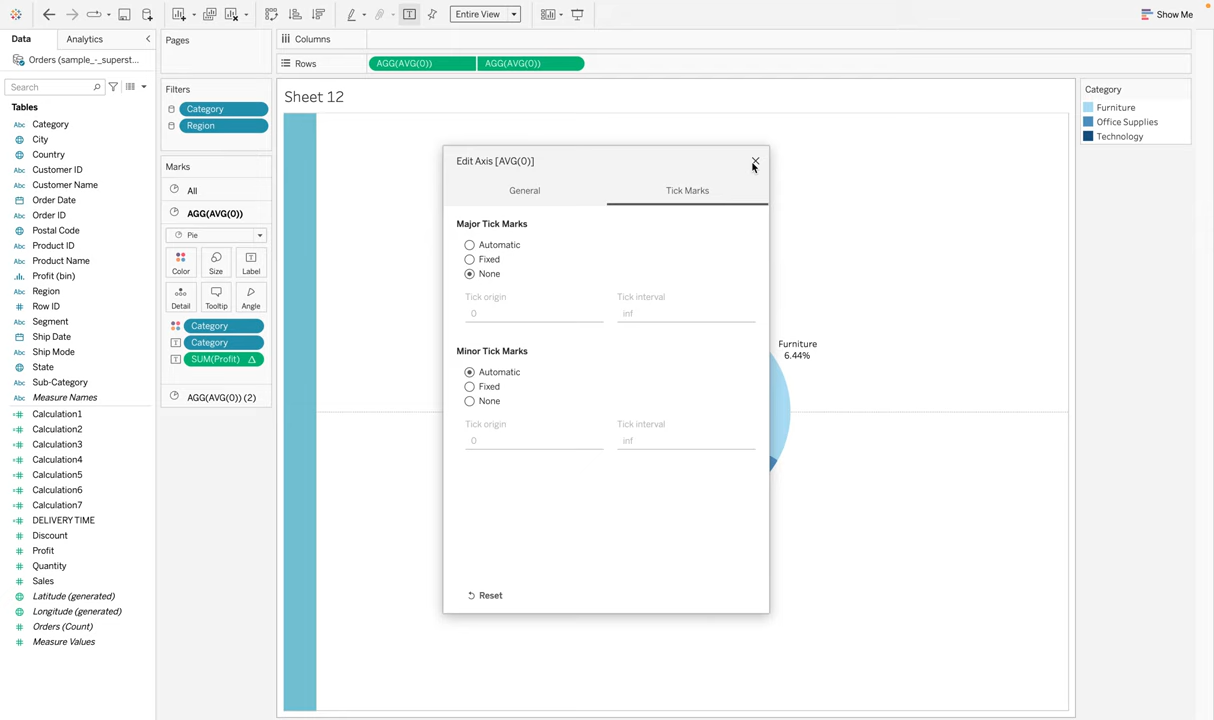 Entire View
Show Me
Data
Analytics
Pages
Columns
Orders (sample_-_superst...
Rows
AGG(AVG(0))
AGG(AVG(0))
Search
Filters
Category
Region
Tables
Category
City
Country
Customer ID
Customer Name
Order Date
Order ID
Postal Code
Product ID
Product Name
Profit (bin)
Region
Row ID
Segment
Ship Date
Ship Mode
State
Sub-Category
Measure Names
Calculation1
Calculation2
Calculation3
Calculation4
Calculation5
Calculation6
Calculation7
DELIVERY TIME
Discount
Profit
Quantity
Sales
Latitude (generated)
Longitude (generated)
Orders (Count)
Measure Values
Marks
All
AGG(AVG(0))
Pie
Color
Size
Label
Detail
Tooltip
Angle
Category
Category
SUM(Profit)
AGG(AVG(0)) (2)
Sheet 12
Edit Axis [AVG(0)]
General
Tick Marks
Major Tick Marks
Automatic
Fixed
None
Tick origin
Tick interval
0
inf
Minor Tick Marks
Automatic
Fixed
None
Tick origin
Tick interval
0
inf
Reset
Furniture
6.44%
Category
Furniture
Office Supplies
Technology